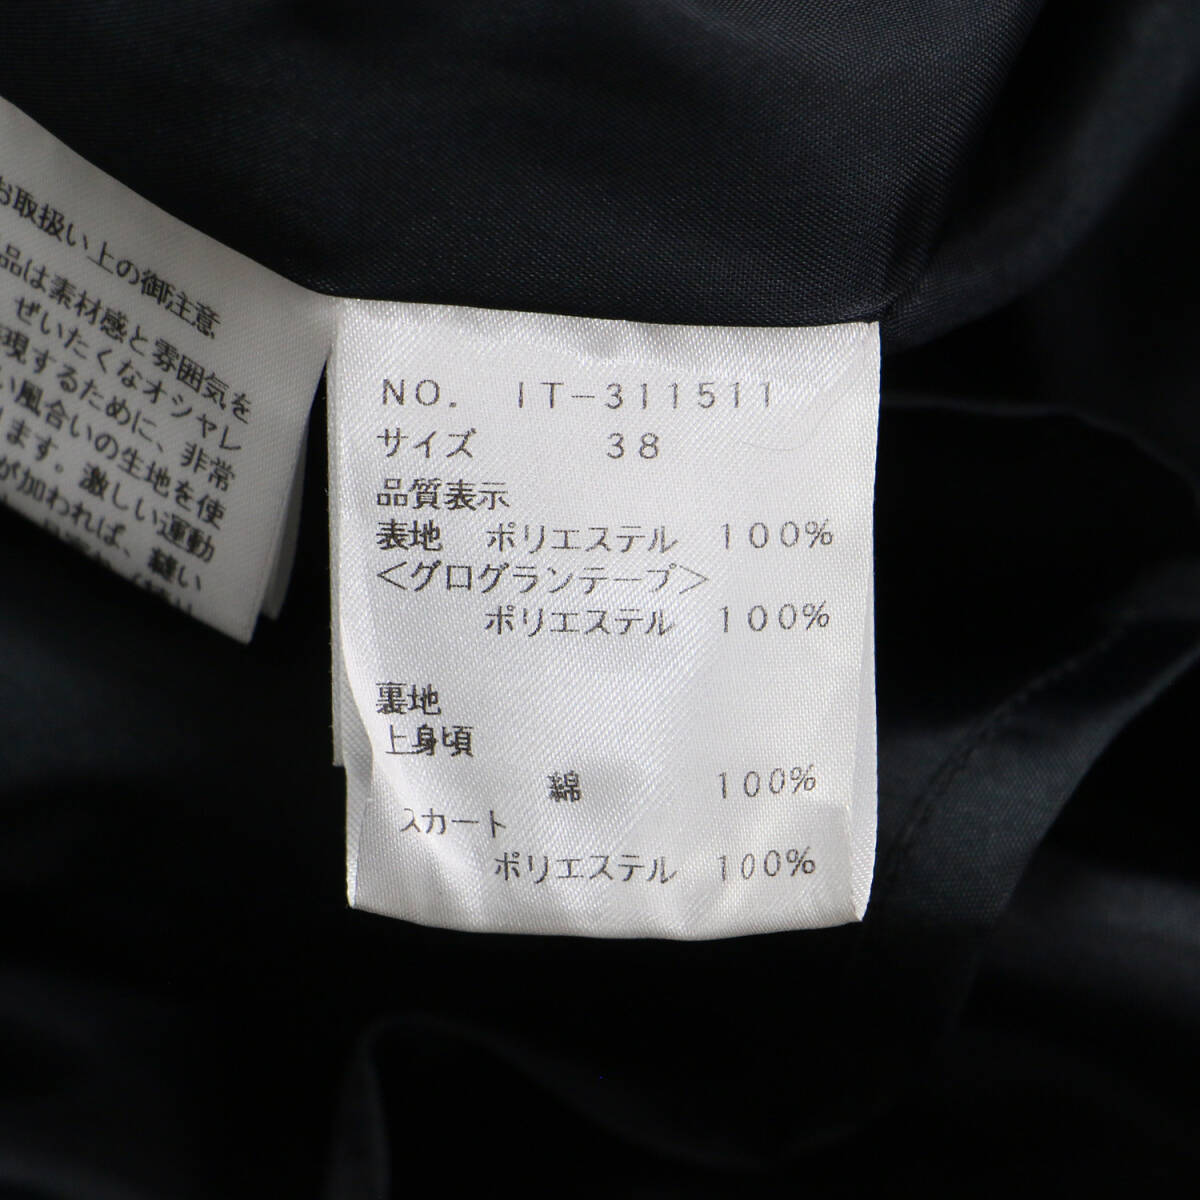 お取扱い上の御注意
品は素材感と雰囲気を
ぜいたくなオシャレ
現するために、非常
い風合いの生地を使
ます。激しい運動
が加われば、縫い
NO. IT-311511
サイズ 38
品質表示
表地 ポリエステル 100%
<グログランテープ>
ポリエステル 100%
裏地
上身頃
綿 100%
スカート
ポリエステル 100%